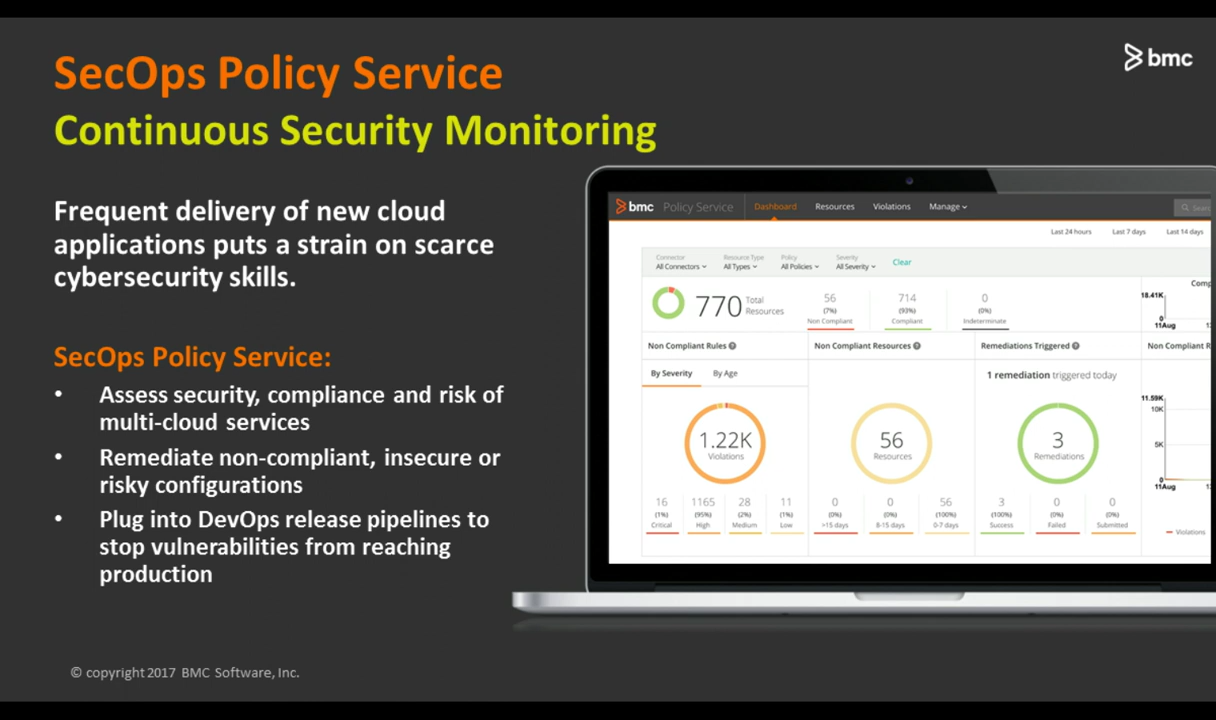 SecOps Policy Service
bmc
Continuous Security Monitoring
Frequent delivery of new cloud
applications puts a strain on scarce
cybersecurity skills.
SecOps Policy Service:
• Assess security, compliance and risk of
multi-cloud services
• Remediate non-compliant, insecure or
risky configurations
• Plug into DevOps release pipelines to
stop vulnerabilities from reaching
production
bmc Policy Service Dashboard Resources Violations Manage
Last 24 hours Last 7 days Last 14 days
Connector Resource Type Policy Severity
All Connectors All Types All Policies All Severity Clear
770 Total Resources
56 714 0
(7%) (93%) (0%)
Non Compliant Compliant Indeterminate
18.41K
0
11Aug
Non Compliant Rules Non Compliant Resources Remediations Triggered Non Compliant R
By Severity By Age
1 remediation triggered today
1.22K Violations
56 Resources
3 Remediations
11.59K
10K
5K
0
11Aug
16 1165 28 11 0 0 56 3 0 0
(1%) (95%) (2%) (1%) (0%) (0%) (100%) (100%) (0%) (0%)
Critical High Medium Low >15 days 8-15 days 0-7 days Success Failed Submitted
Violations
© copyright 2017 BMC Software, Inc.